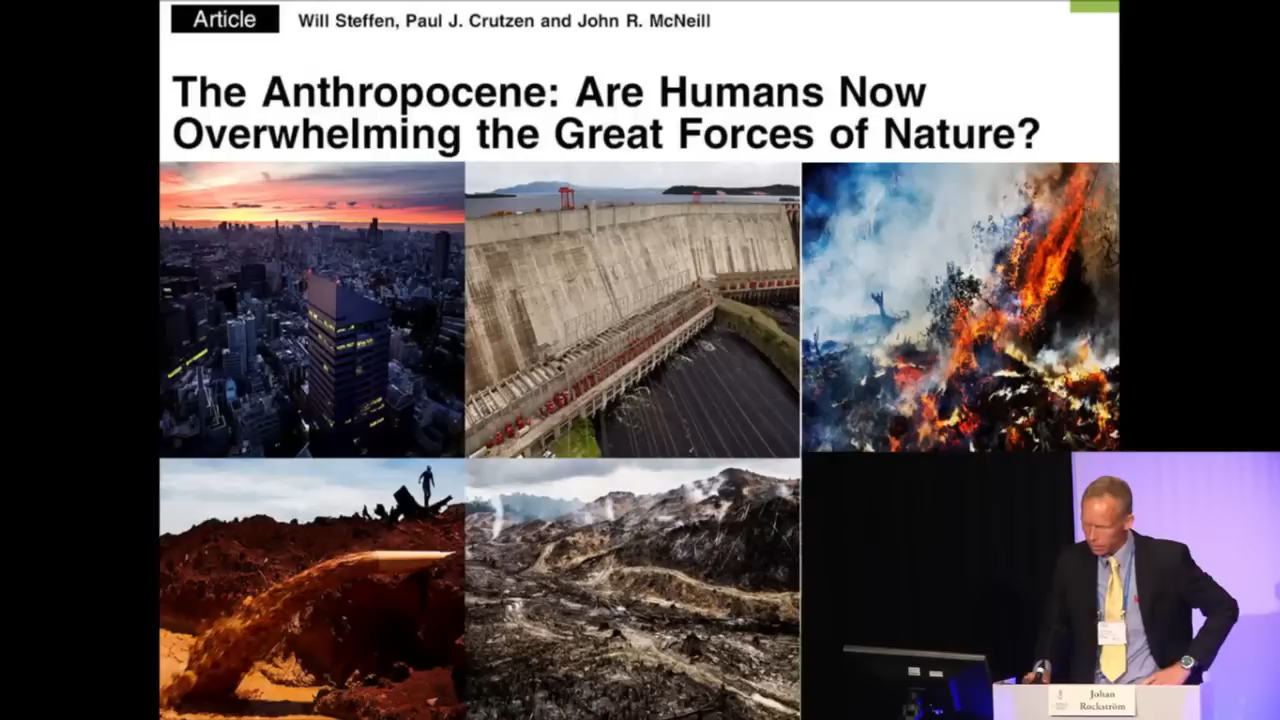 Article
Will Steffen, Paul J. Crutzen and John R. McNeill
The Anthropocene: Are Humans Now
Overwhelming the Great Forces of Nature?
Johan
Rockström